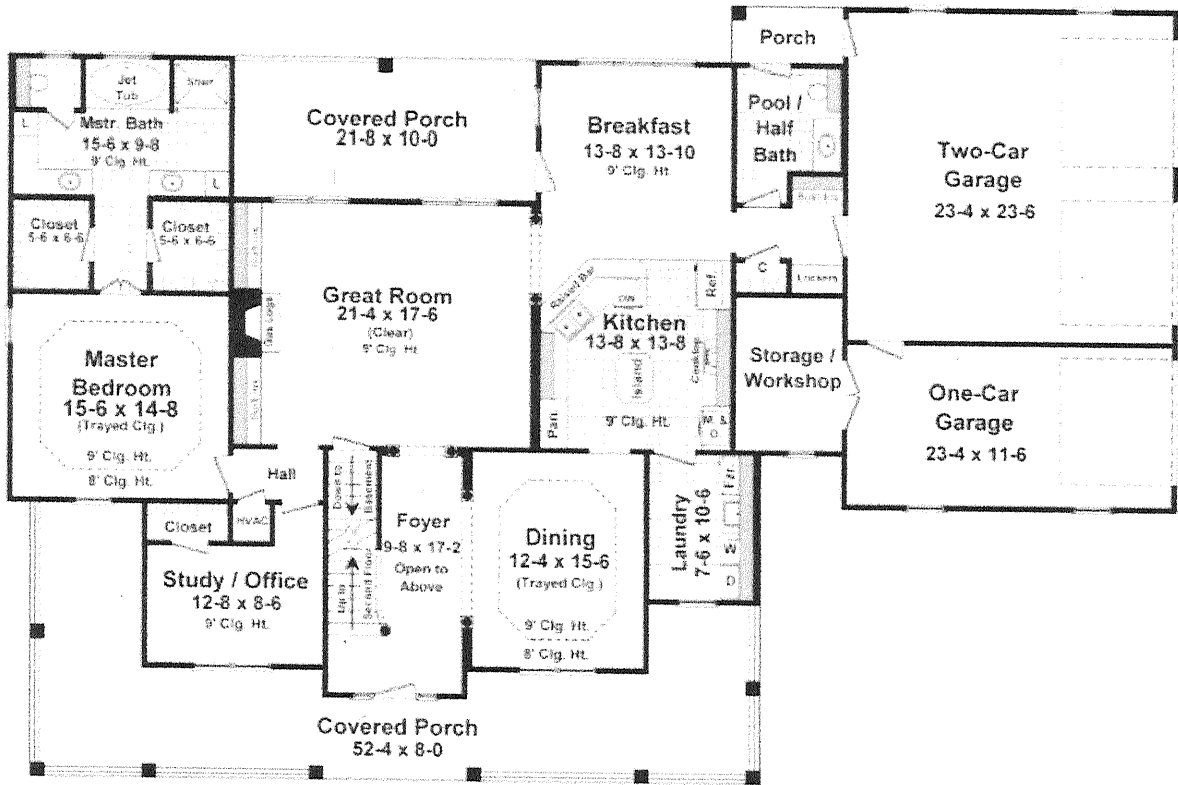 Porch
Jet
Tub
Shwr
Mstr. Bath
15-6 x 9-8
9' Clg. Ht.
L
L
Covered Porch
21-8 x 10-0
Breakfast
13-8 x 13-10
9' Clg. Ht.
Pool /
Half
Bath
Two-Car
Garage
23-4 x 23-6
Closet
5-6 x 6-6
Closet
5-6 x 6-6
C
Lockers
Great Room
21-4 x 17-6
(Clear)
9' Clg. Ht.
Gas Logs
Raised Bar
DW
Ref.
Kitchen
13-8 x 13-8
Island
Cooktop
Pan.
9' Clg. Ht.
Storage /
Workshop
One-Car
Garage
23-4 x 11-6
Master
Bedroom
15-6 x 14-8
(Trayed Clg.)
9' Clg. Ht.
8' Clg. Ht.
Hall
Closet
HVAC
Down to
Basement
Up to
Second Floor
Foyer
9-8 x 17-2
Open to
Above
Dining
12-4 x 15-6
(Trayed Clg.)
9' Clg. Ht.
8' Clg. Ht.
Laundry
7-6 x 10-6
Frz.
W
D
Study / Office
12-8 x 8-6
9' Clg. Ht.
Covered Porch
52-4 x 8-0